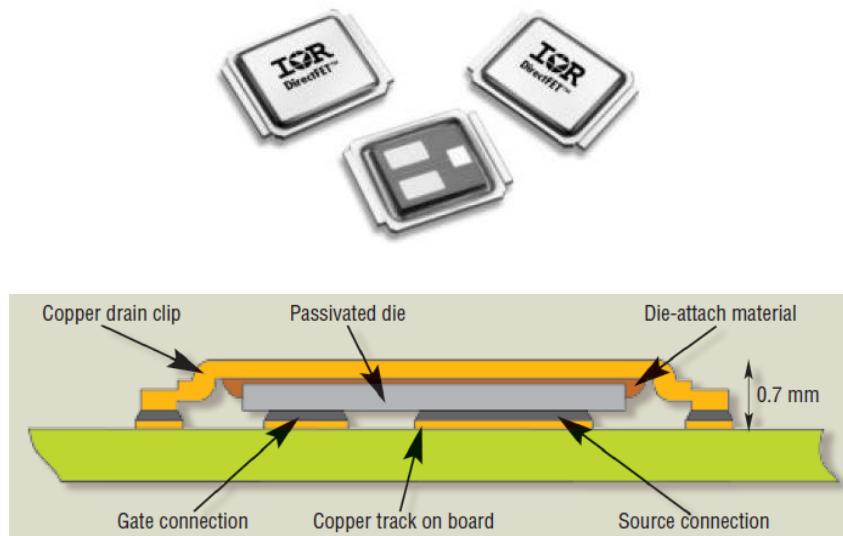 IOR
DirectFET™
IOR
DirectFET™
Copper drain clip
Passivated die
Die-attach material
0.7 mm
Gate connection
Copper track on board
Source connection